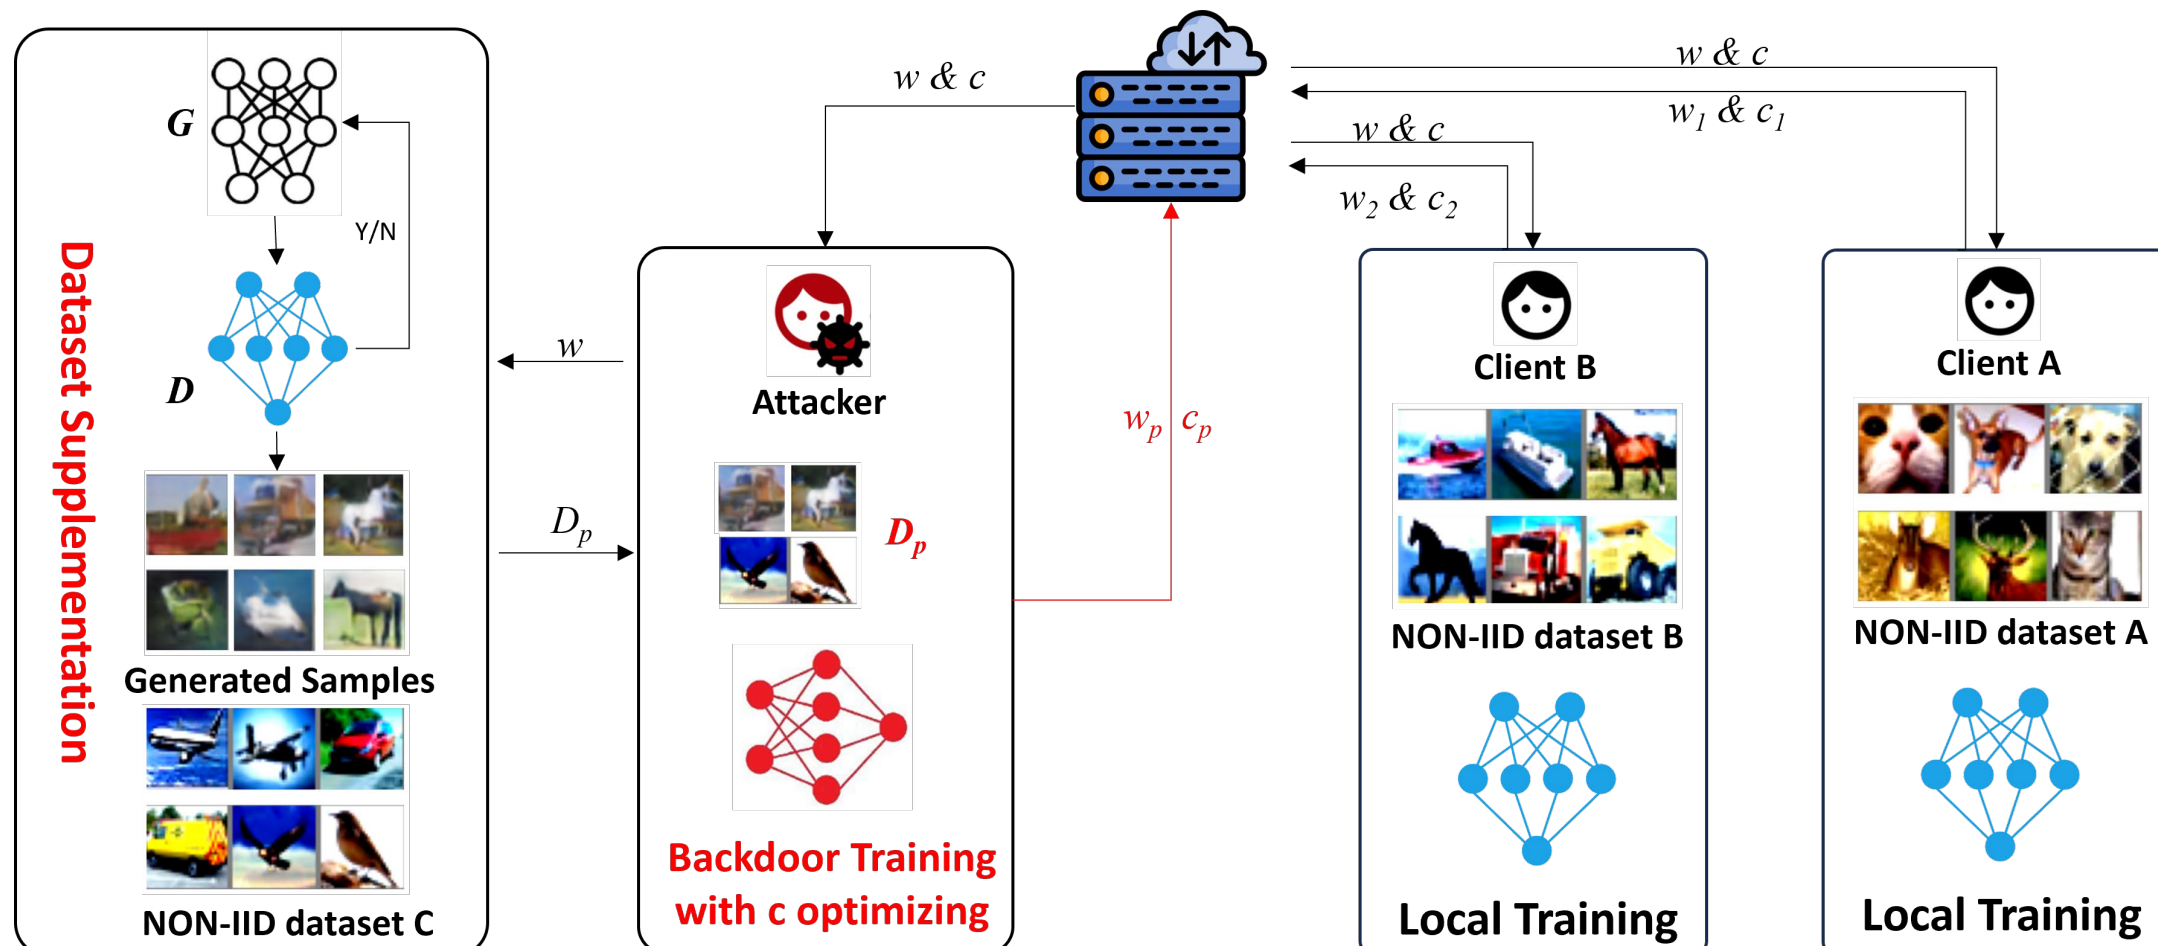 G
Y/N
D
Dataset Supplementation
Generated Samples
NON-IID dataset C
w & c
w
D_p
Attacker
D_p
Backdoor Training
with c optimizing
w_p c_p
w & c
w_1 & c_1
w & c
w_2 & c_2
Client B
NON-IID dataset B
Local Training
Client A
NON-IID dataset A
Local Training